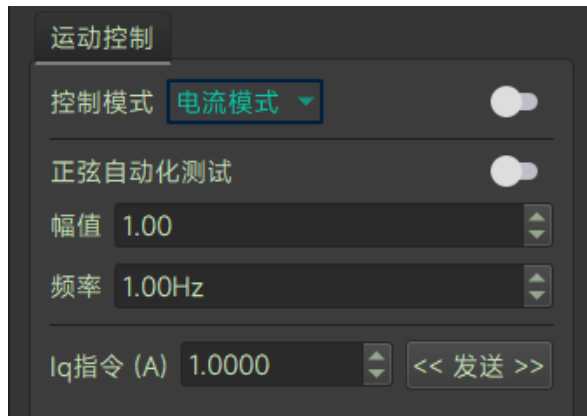 运动控制
控制模式 电流模式
正弦自动化测试
幅值 1.00
频率 1.00Hz
Iq指令 (A) 1.0000 << 发送 >>